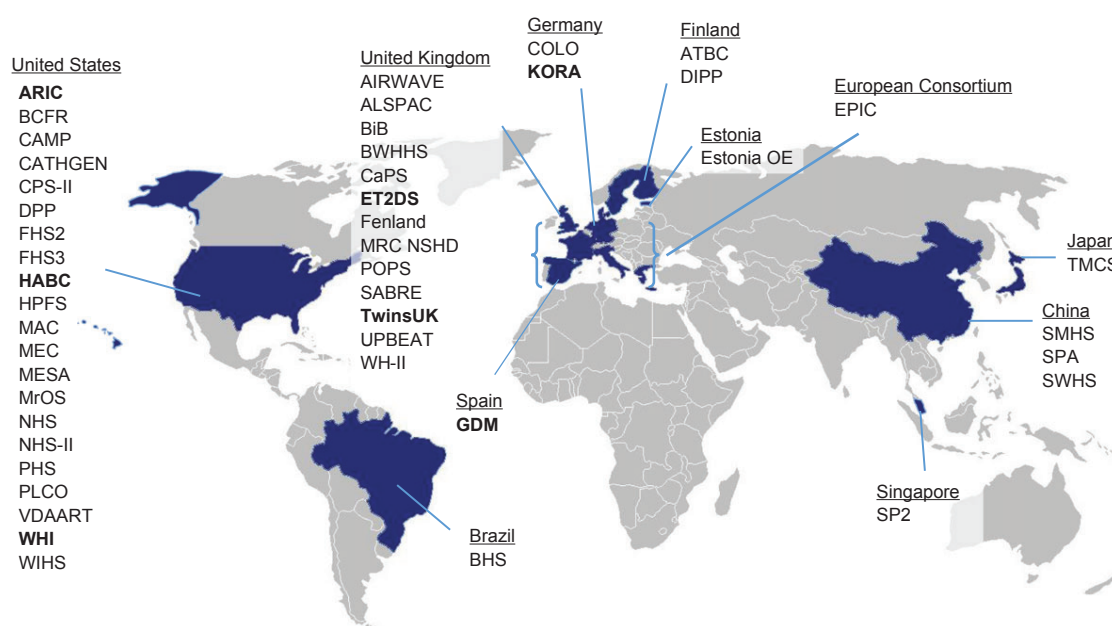 United States
ARIC
BCFR
CAMP
CATHGEN
CPS-II
DPP
FHS2
FHS3
HABC
HPFS
MAC
MEC
MESA
MrOS
NHS
NHS-II
PHS
PLCO
VDAART
WHI
WIHS
United Kingdom
AIRWAVE
ALSPAC
BiB
BWHHS
CaPS
ET2DS
Fenland
MRC NSHD
POPS
SABRE
TwinsUK
UPBEAT
WH-II
Germany
COLO
KORA
Finland
ATBC
DIPP
European Consortium
EPIC
Estonia
Estonia OE
Spain
GDM
Brazil
BHS
Japan
TMCS
China
SMHS
SPA
SWHS
Singapore
SP2